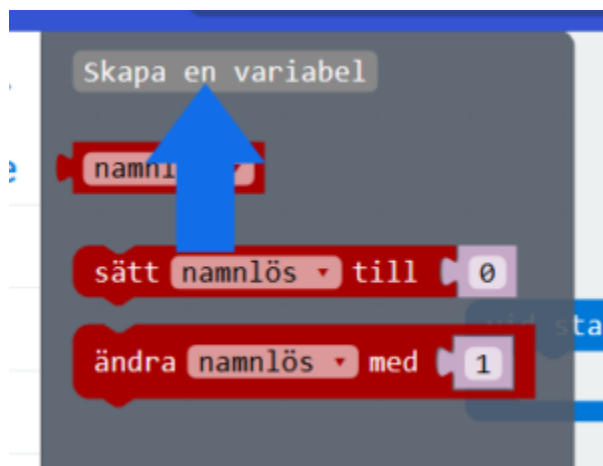 Skapa en variabel
sätt namnlös till 0
ändra namnlös med 1